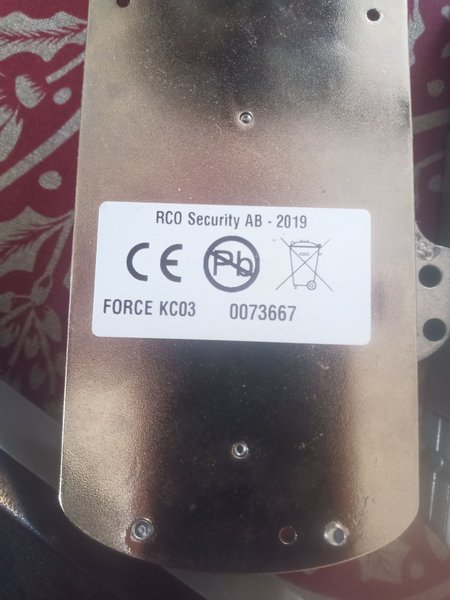 RCO Security AB - 2019
CE Pb
FORCE KC03 0073667